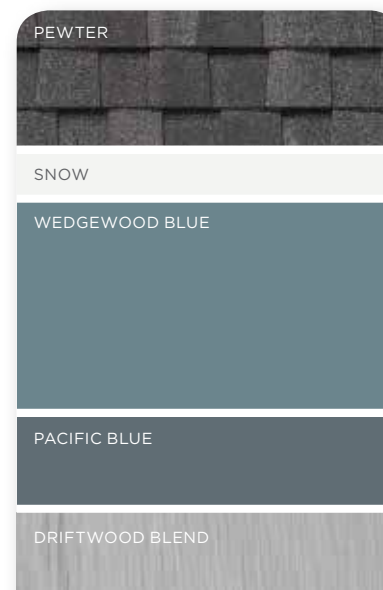 PEWTER
SNOW
WEDGEWOOD BLUE
PACIFIC BLUE
DRIFTWOOD BLEND